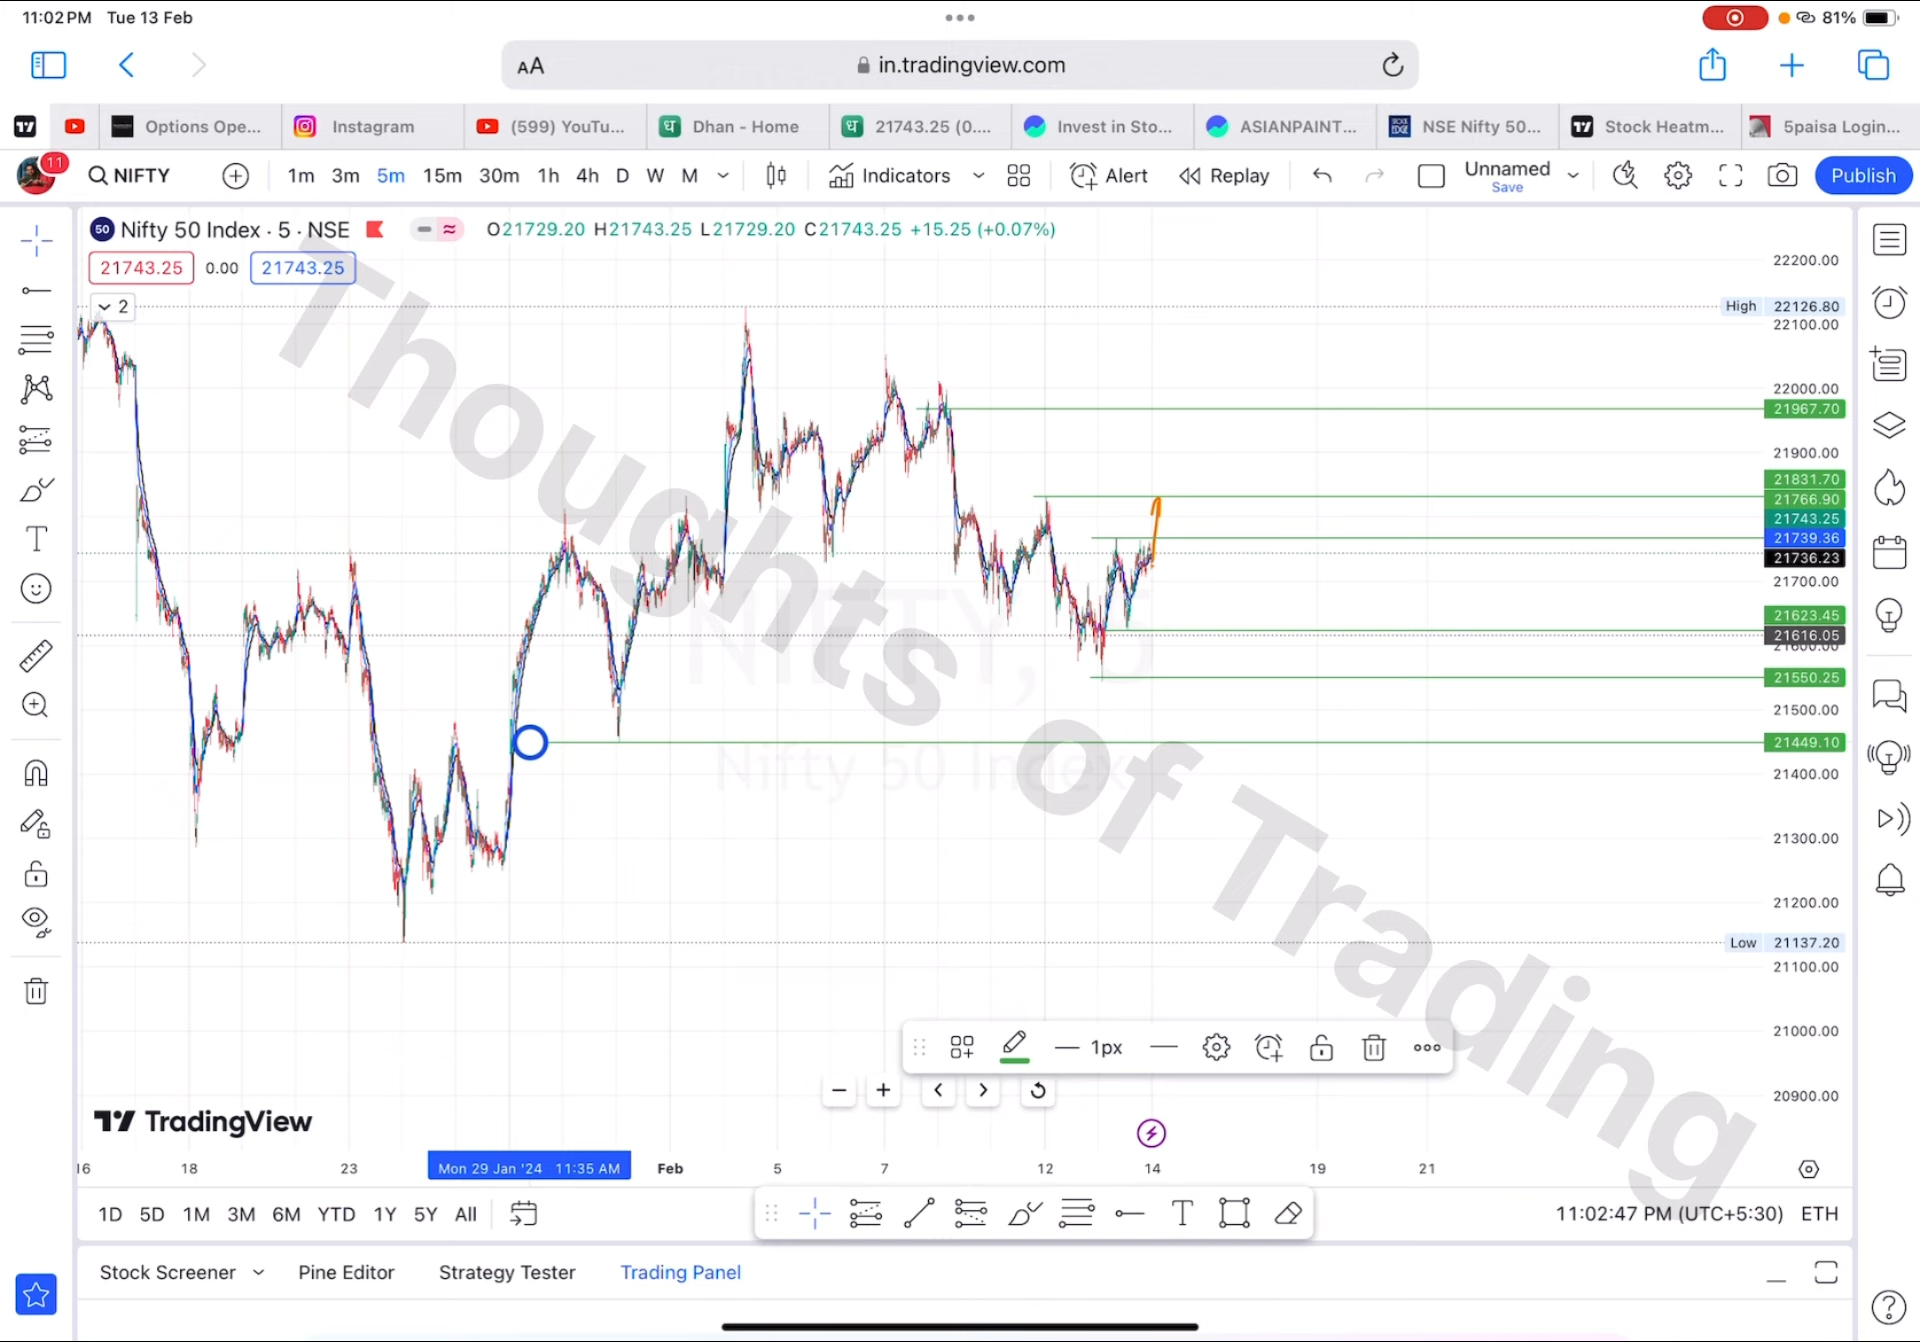 11:02 PM Tue 13 Feb
81%
AA
in.tradingview.com
Options Ope...
Instagram
(599) YouTu...
Dhan - Home
21743.25 (0....
Invest in Sto...
ASIANPAINT...
NSE Nifty 50...
Stock Heatm...
5paisa Login...
11
NIFTY
1m 3m 5m 15m 30m 1h 4h D W M
Indicators
Alert
Replay
Unnamed
Save
Publish
50 Nifty 50 Index · 5 · NSE
O21729.20 H21743.25 L21729.20 C21743.25 +15.25 (+0.07%)
21743.25 0.00 21743.25
2
22200.00
High 22126.80
22100.00
22000.00
21967.70
21900.00
21831.70
21766.90
21743.25
21739.36
21736.23
21700.00
21623.45
21616.05
21600.00
21550.25
21500.00
21449.10
21400.00
21300.00
21200.00
Low 21137.20
21100.00
21000.00
20900.00
NIFTY, 5
Nifty 50 Index
Thoughts of Trading
1px
TradingView
16 18 23 Mon 29 Jan '24 11:35 AM Feb 5 7 12 14 19 21
1D 5D 1M 3M 6M YTD 1Y 5Y All
11:02:47 PM (UTC+5:30) ETH
Stock Screener
Pine Editor
Strategy Tester
Trading Panel